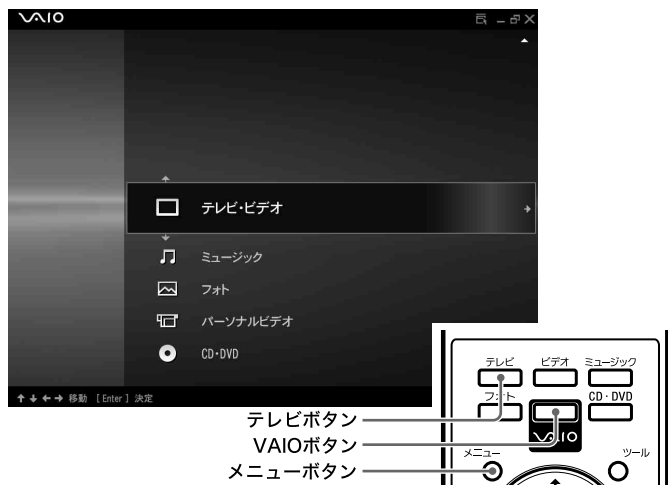 VAIO
テレビ・ビデオ
ミュージック
フォト
パーソナルビデオ
CD・DVD
移動 [Enter] 決定
テレビ ビデオ ミュージック
フォト CD・DVD
VAIO
メニュー ツール
テレビボタン
VAIOボタン
メニューボタン